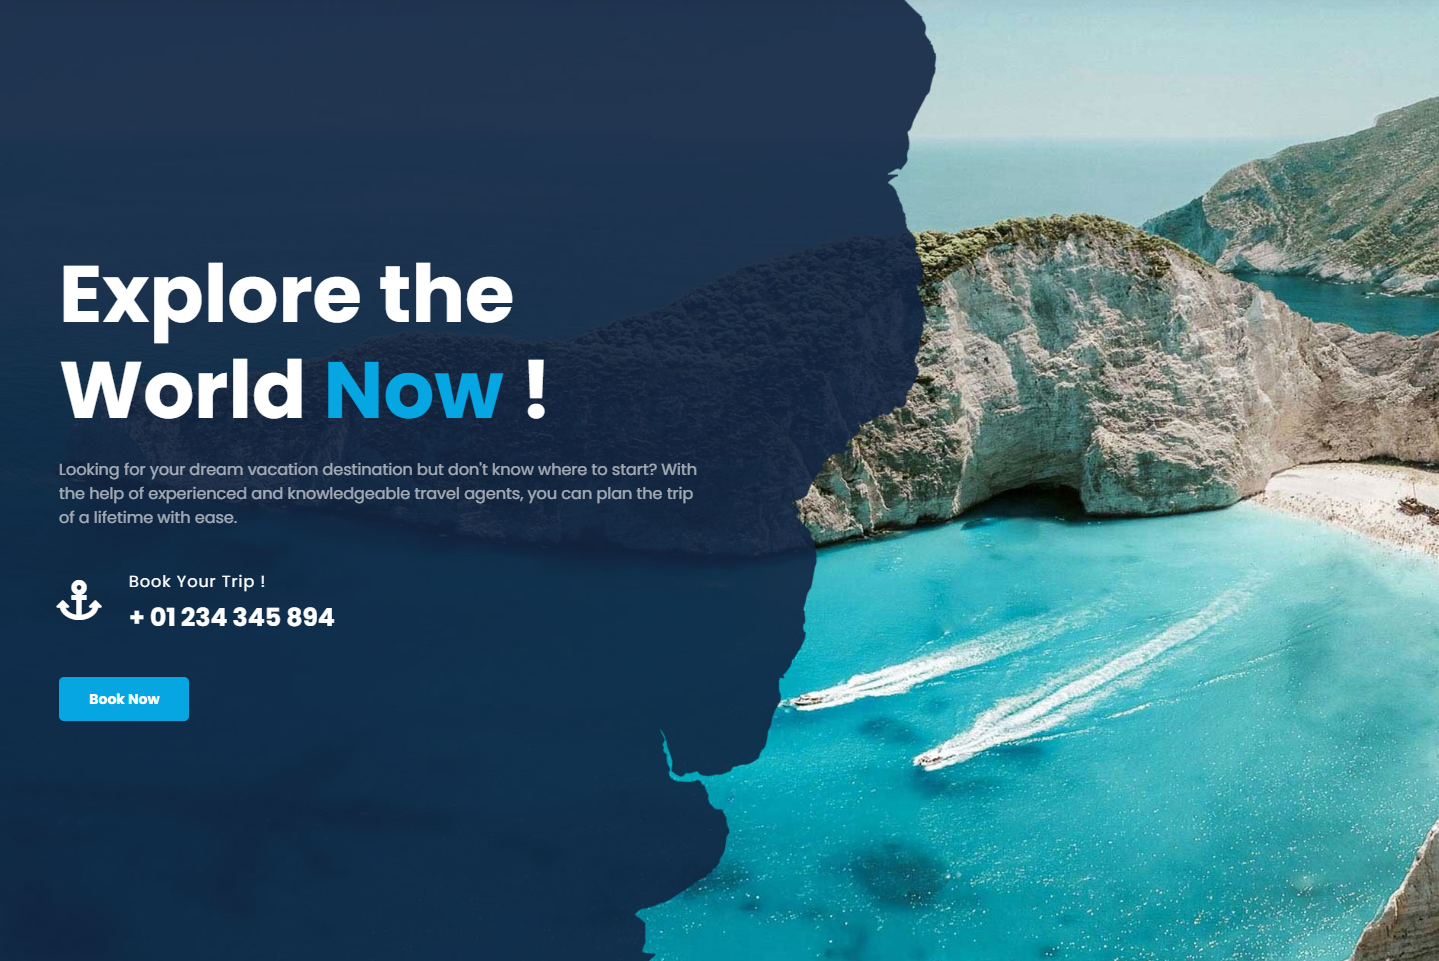 Explore the
World Now !
Looking for your dream vacation destination but don't know where to start? With
the help of experienced and knowledgeable travel agents, you can plan the trip
of a lifetime with ease.
Book Your Trip !
+ 01 234 345 894
Book Now